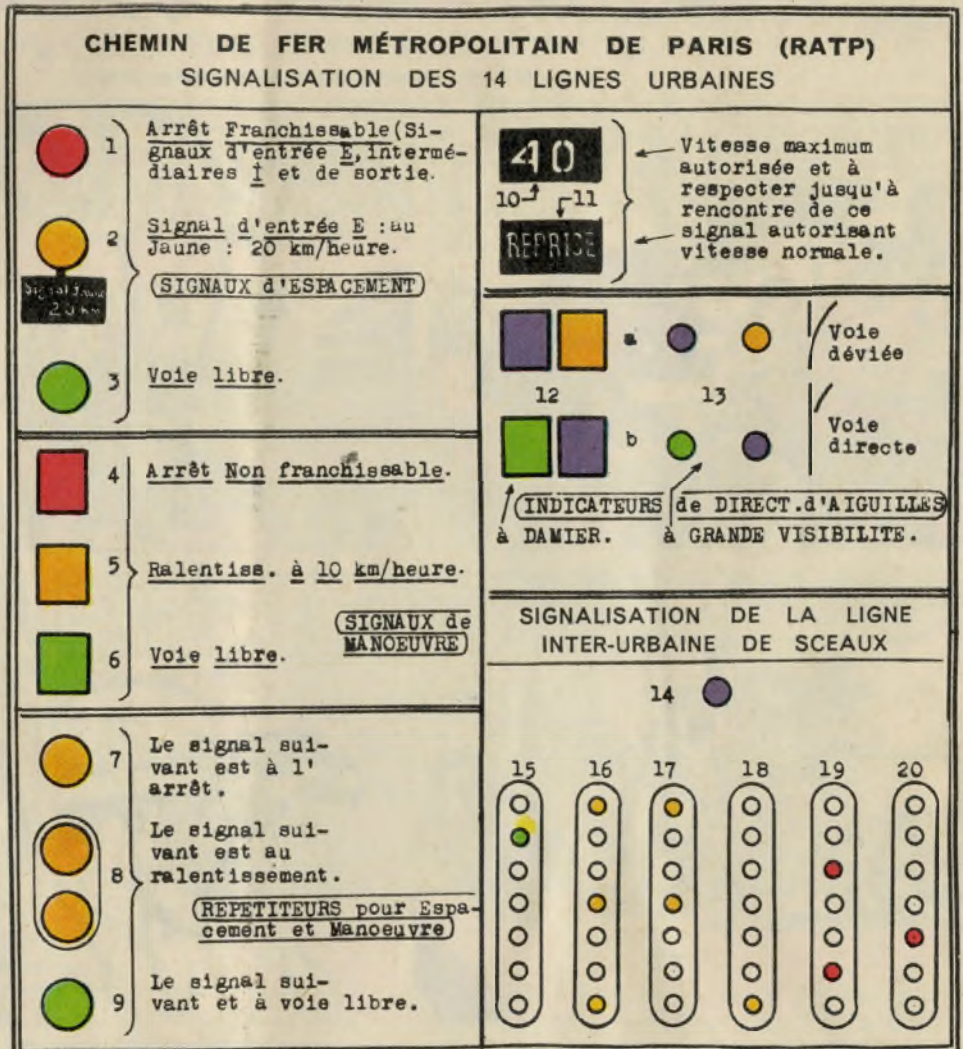 CHEMIN DE FER MÉTROPOLITAIN DE PARIS (RATP)
SIGNALISATION DES 14 LIGNES URBAINES
1
Arrêt Franchissable(Si-
gnaux d'entrée E, intermé-
diaires I et de sortie.
2
Signal d'entrée E :au
Jaune : 20 km/heure.
Signal
20 km
(SIGNAUX d'ESPACEMENT)
3
Voie libre.
4
Arrêt Non franchissable.
5
Ralentiss. à 10 km/heure.
(SIGNAUX de
MANOEUVRE)
6
Voie libre.
7
Le signal sui-
vant est à l'
arrêt.
8
Le signal sui-
vant est au
ralentissement.
(REPETITEURS pour Espa-
cement et Manoeuvre)
9
Le signal sui-
vant et à voie libre.
40
10 11
REPRISE
Vitesse maximum
autorisée et à
respecter jusqu'à
rencontre de ce
signal autorisant
vitesse normale.
a
Voie
déviée
12 13
b
Voie
directe
(INDICATEURS de DIRECT.d'AIGUILLES)
à DAMIER. à GRANDE VISIBILITE.
SIGNALISATION DE LA LIGNE
INTER-URBAINE DE SCEAUX
14
15 16 17 18 19 20